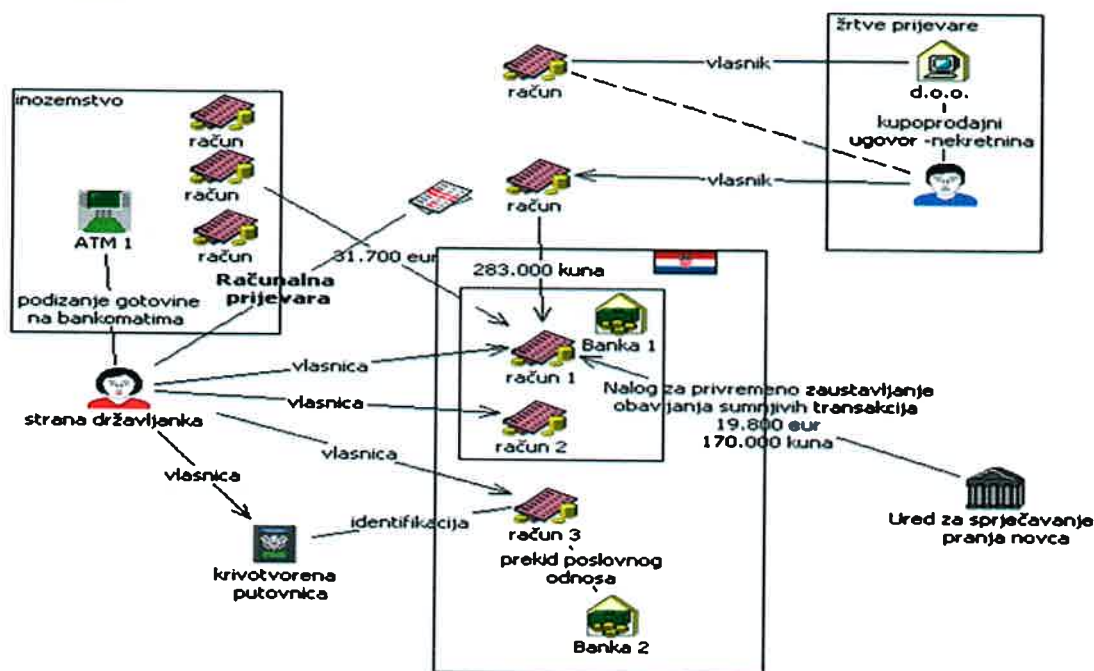 žrtve prijevare
vlasnik
račun
d.o.o.
kupoprodajni
ugovor -nekretnina
vlasnik
račun
inozemstvo
račun
račun
račun
ATM 1
31.700 eur
283.000 kuna
Računalna
prijevara
podizanje gotovine
na bankomatima
Banka 1
vlasnica
račun 1
strana državljanka
vlasnica
račun 2
Nalog za privremeno zaustavljanje
obavljanja sumnjivih transakcija
19.800 eur
170.000 kuna
vlasnica
vlasnica
identifikacija
račun 3
Ured za sprječavanje
pranja novca
krivotvorena
putovnica
prekid poslovnog
odnosa
Banka 2